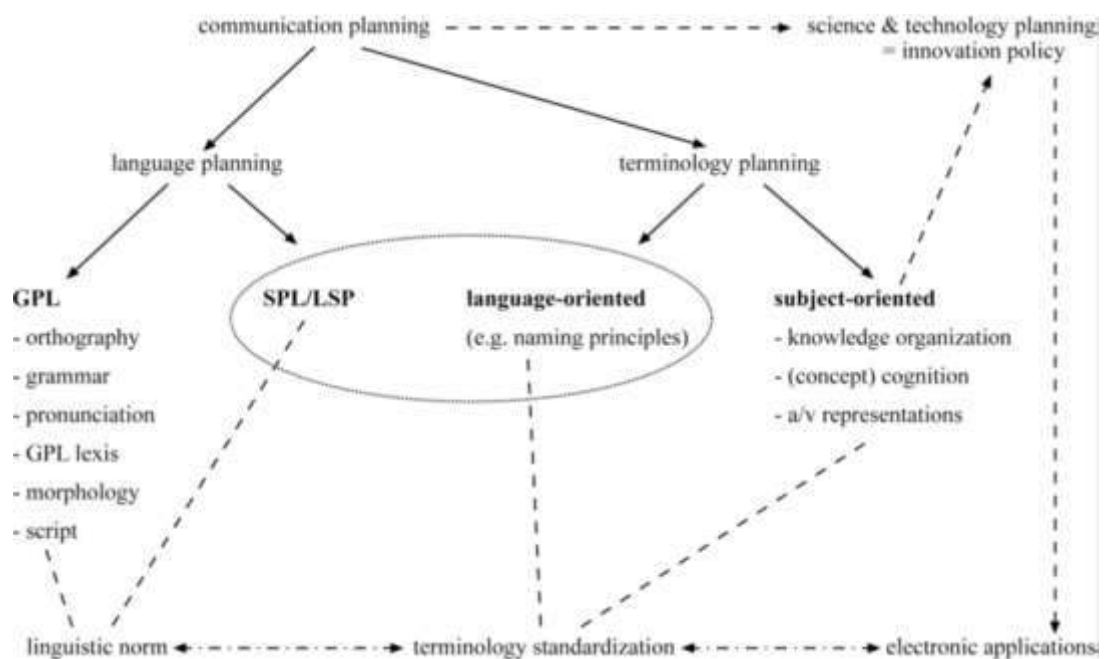 communication planning
science & technology planning
= innovation policy
language planning
terminology planning
GPL
SPL/LSP
language-oriented
subject-oriented
- orthography
(e.g. naming principles)
- knowledge organization
- grammar
- (concept) cognition
- pronunciation
- a/v representations
- GPL lexis
- morphology
- script
linguistic norm
terminology standardization
electronic applications